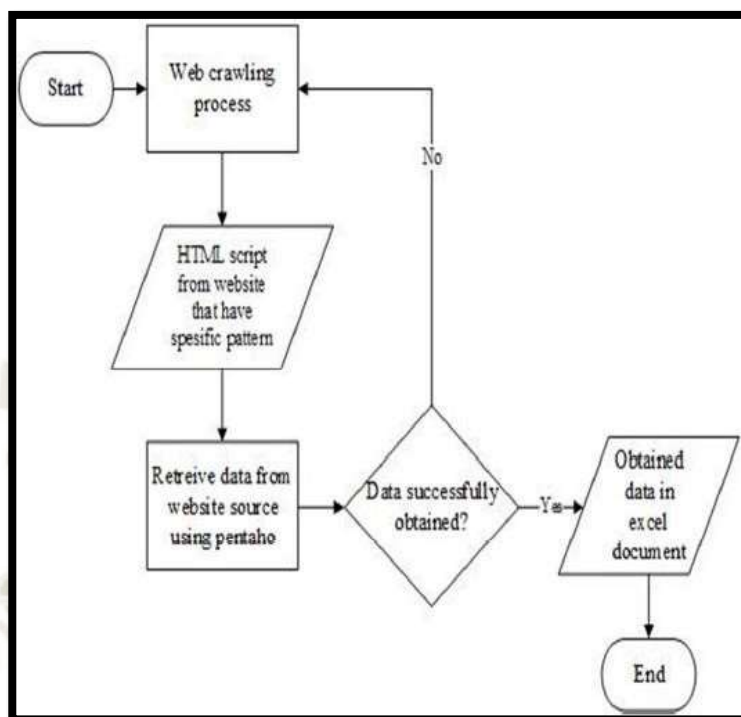 Start
Web crawling
process
No
HTML script
from website
that have
spesific pattern
Retreive data from
website source
using pentaho
Data successfully
obtained?
Yes
Obtained
data in
excel
document
End